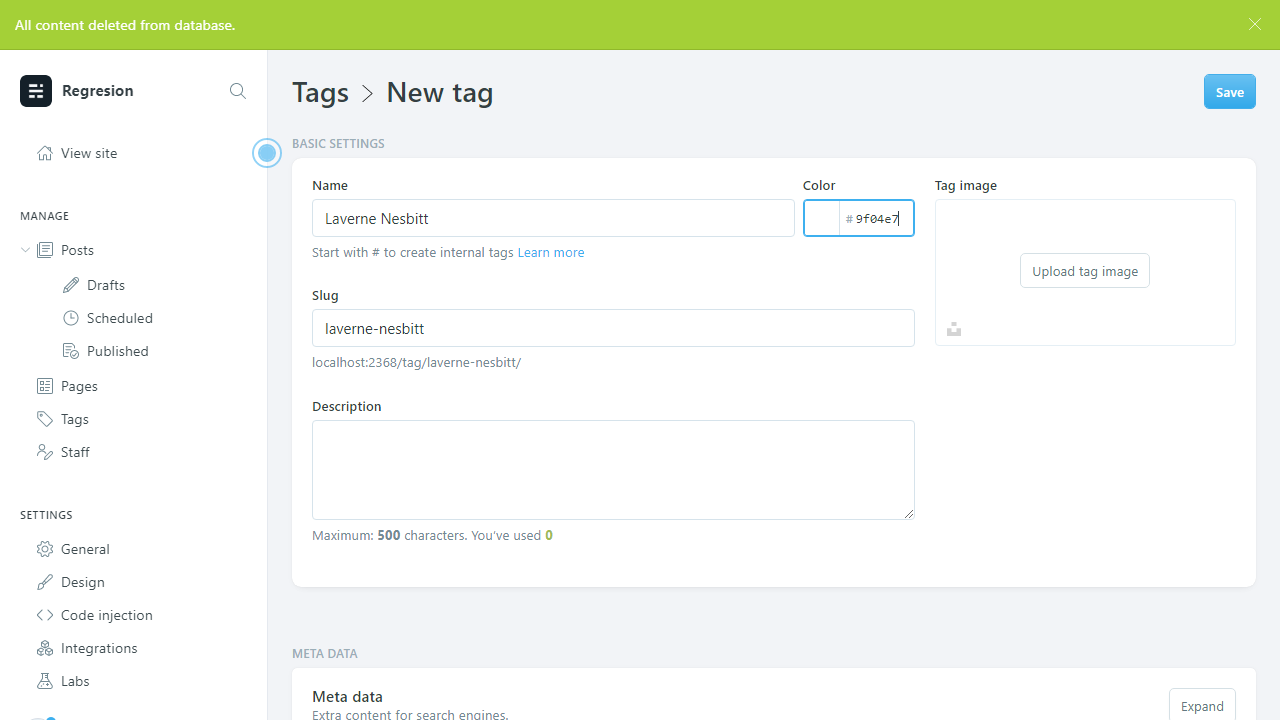 All content deleted from database.
Regresion
View site
MANAGE
Posts
Drafts
Scheduled
Published
Pages
Tags
Staff
SETTINGS
General
Design
Code injection
Integrations
Labs
Tags > New tag
Save
BASIC SETTINGS
Name
Laverne Nesbitt
Start with # to create internal tags Learn more
Color
# 9f04e7
Slug
laverne-nesbitt
localhost:2368/tag/laverne-nesbitt/
Description
Maximum: 500 characters. You've used 0
Tag image
Upload tag image
META DATA
Meta data
Extra content for search engines.
Expand